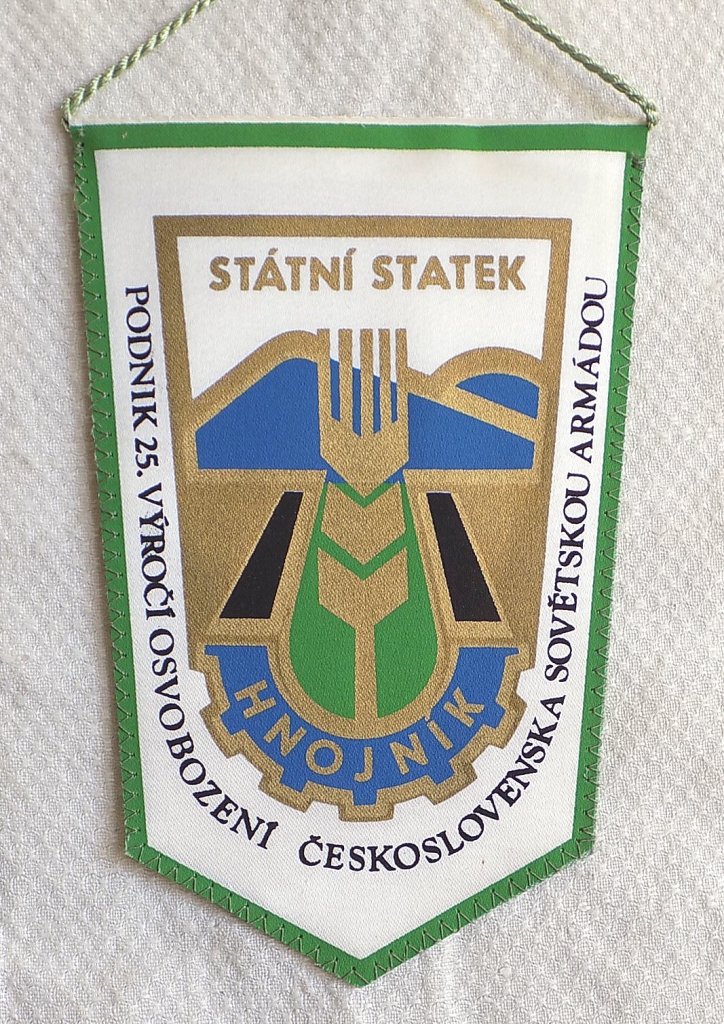 STÁTNÍ STATEK
HNOJNÍK
PODNIK 25. VÝROČÍ OSVOBOZENÍ ČESKOSLOVENSKA SOVĚTSKOU ARMÁDOU